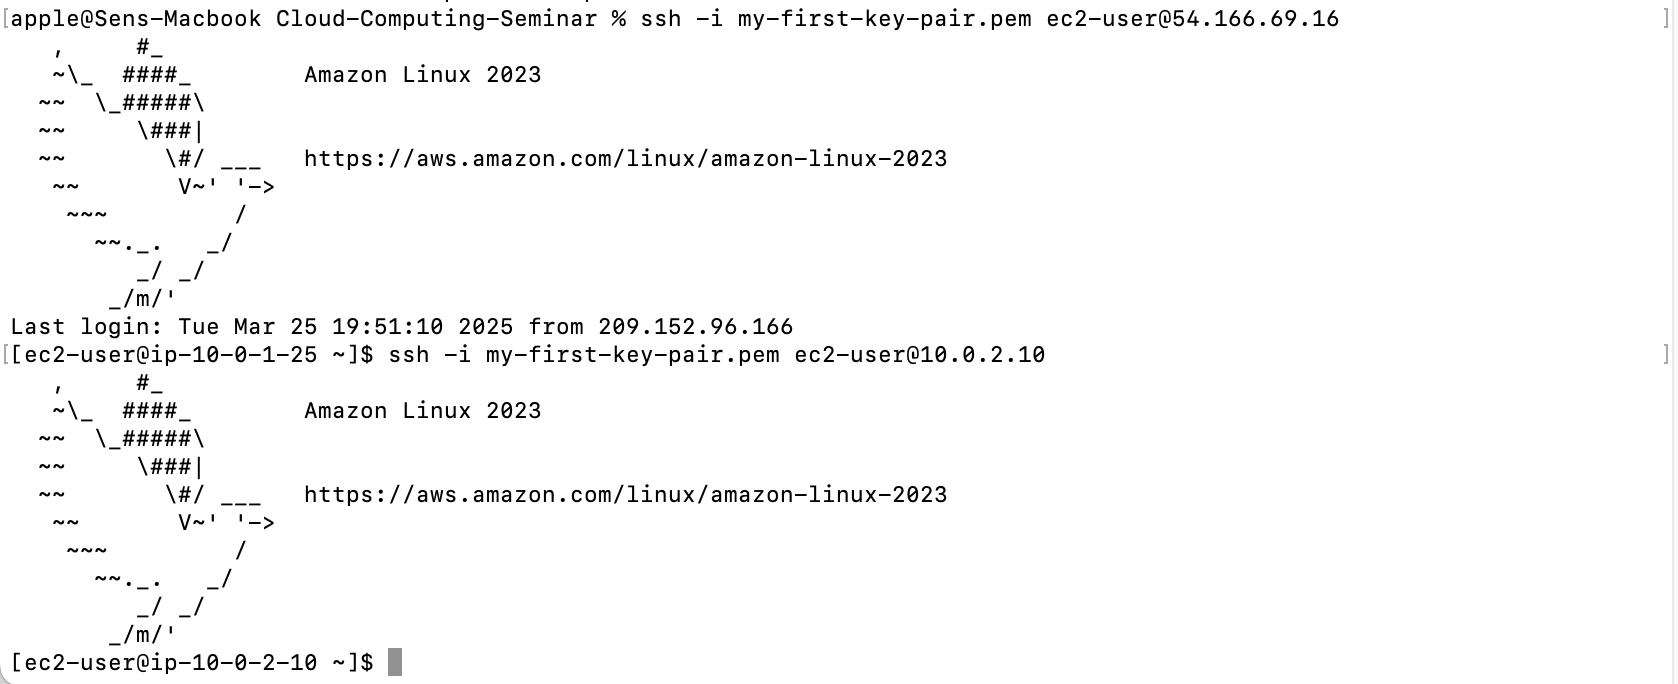 [apple@Sens-Macbook Cloud-Computing-Seminar % ssh -i my-first-key-pair.pem ec2-user@54.166.69.16 ]
   ,     #_
   ~\_  ####_        Amazon Linux 2023
  ~~  \_#####\
  ~~     \###|
  ~~       \#/ ___   https://aws.amazon.com/linux/amazon-linux-2023
   ~~       V~' '->
    ~~~         /
      ~~._.   _/
         _/ _/
       _/m/'
Last login: Tue Mar 25 19:51:10 2025 from 209.152.96.166
[[ec2-user@ip-10-0-1-25 ~]$ ssh -i my-first-key-pair.pem ec2-user@10.0.2.10 ]
   ,     #_
   ~\_  ####_        Amazon Linux 2023
  ~~  \_#####\
  ~~     \###|
  ~~       \#/ ___   https://aws.amazon.com/linux/amazon-linux-2023
   ~~       V~' '->
    ~~~         /
      ~~._.   _/
         _/ _/
       _/m/'
[ec2-user@ip-10-0-2-10 ~]$